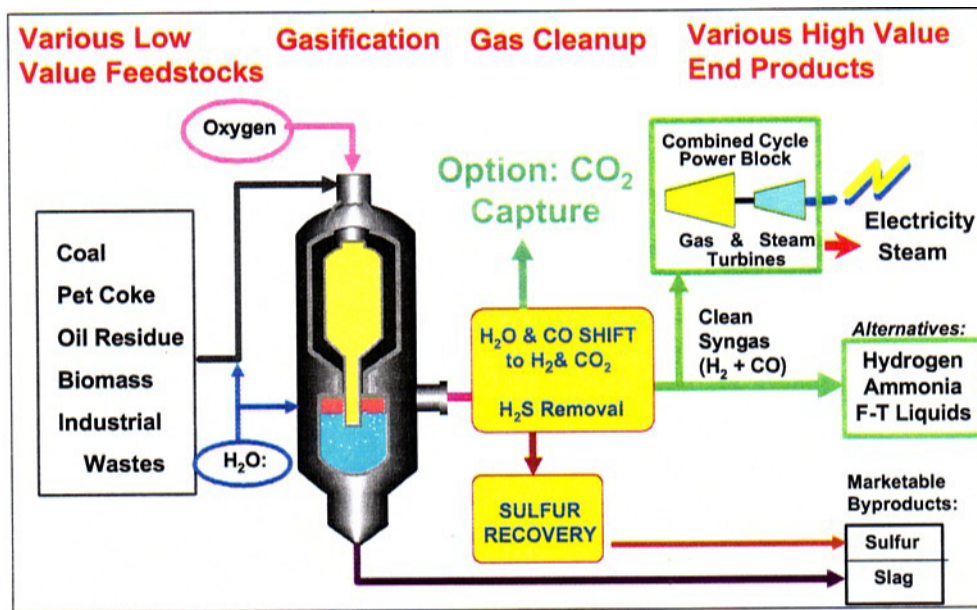 Various Low
Value Feedstocks
Gasification
Gas Cleanup
Various High Value
End Products
Oxygen
Coal
Pet Coke
Oil Residue
Biomass
Industrial
Wastes
H₂O:
Option: CO₂
Capture
H₂O & CO SHIFT
to H₂& CO₂
H₂S Removal
SULFUR
RECOVERY
Combined Cycle
Power Block
Gas & Steam
Turbines
Electricity
Steam
Clean
Syngas
(H₂ + CO)
Alternatives:
Hydrogen
Ammonia
F-T Liquids
Marketable
Byproducts:
Sulfur
Slag